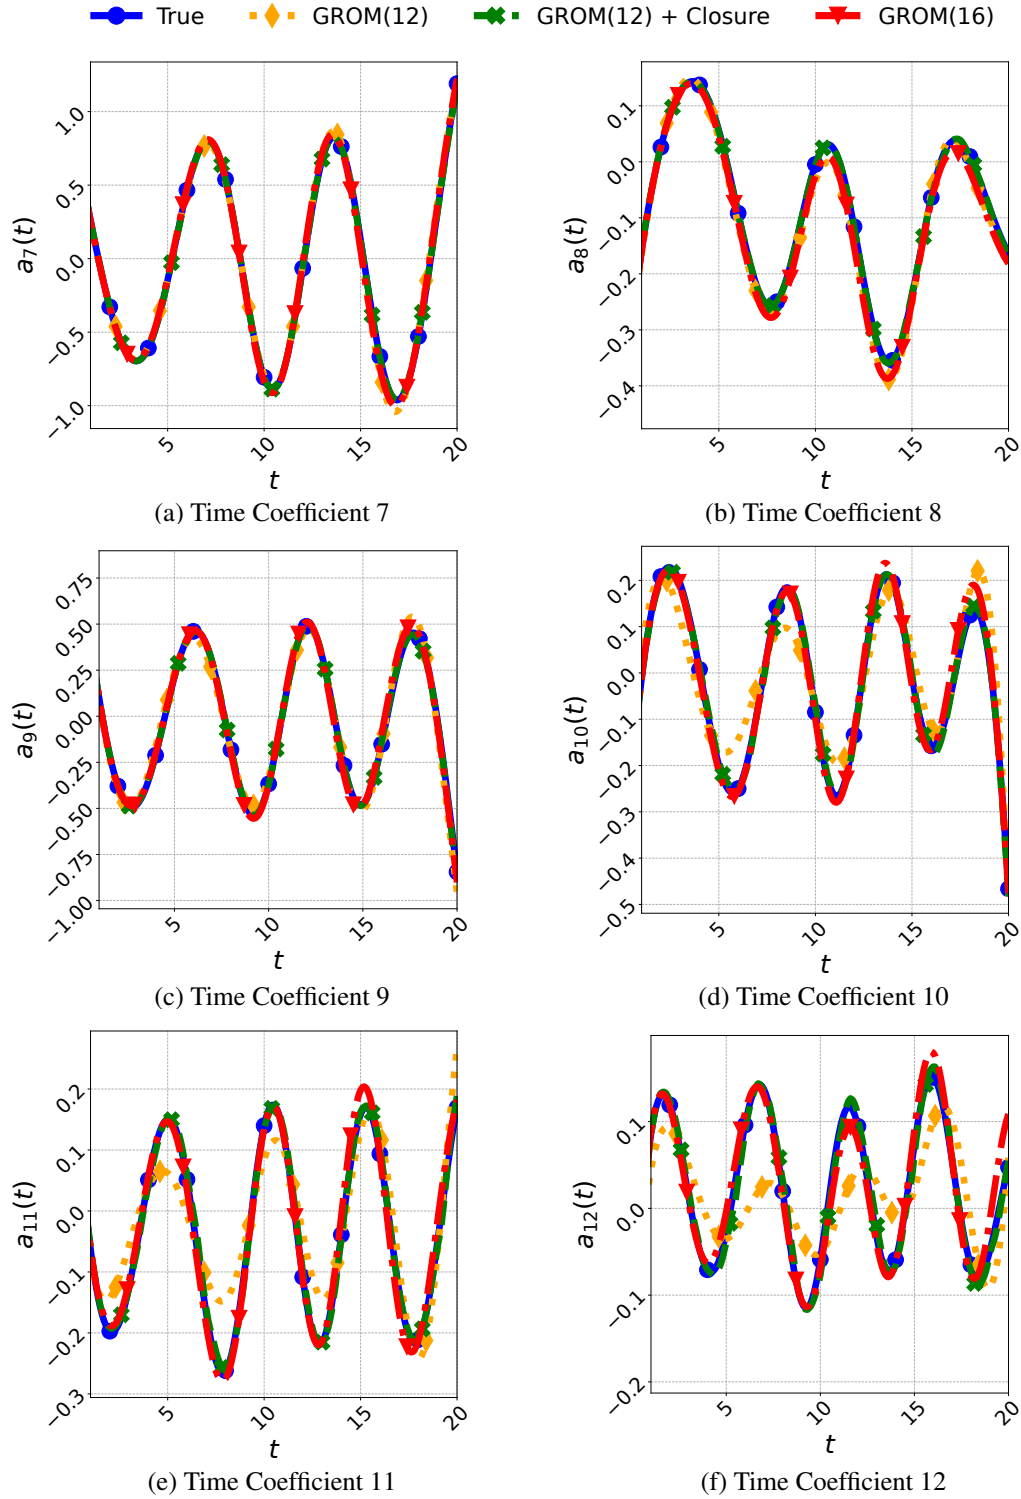 True GROM(12) GROM(12) + Closure GROM(16)
1.0
0.5
0.0
−0.5
−1.0
a7(t)
5 10 15 20
t
(a) Time Coefficient 7
0.1
0.0
−0.1
−0.2
−0.3
−0.4
a8(t)
5 10 15 20
t
(b) Time Coefficient 8
0.75
0.50
0.25
0.00
−0.25
−0.50
−0.75
−1.00
a9(t)
5 10 15 20
t
(c) Time Coefficient 9
0.2
0.1
0.0
−0.1
−0.2
−0.3
−0.4
−0.5
a10(t)
5 10 15 20
t
(d) Time Coefficient 10
0.2
0.1
0.0
−0.1
−0.2
−0.3
a11(t)
5 10 15 20
t
(e) Time Coefficient 11
0.1
0.0
−0.1
−0.2
a12(t)
5 10 15 20
t
(f) Time Coefficient 12